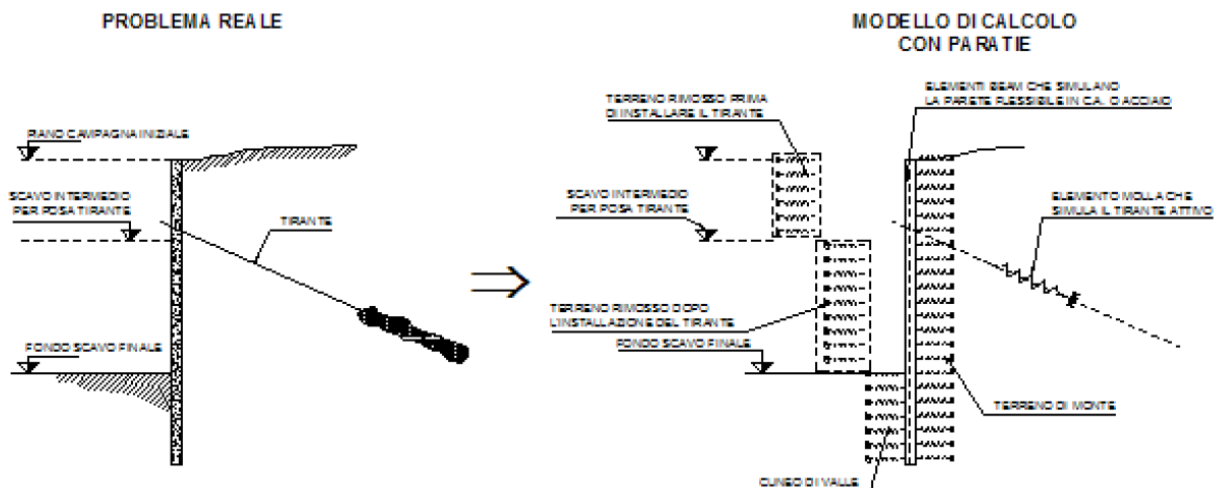 PROBLEMA REALE
PIANO CAMPAGNA INIZIALE
SCAVO INTERMEDIO
PER POSA TIRANTE
TIRANTE
FONDO SCAVO FINALE
MODELLO DI CALCOLO
CON PARATIE
TERRENO RIMOSSO PRIMA
DI INSTALLARE IL TIRANTE
ELEMENTI BEAM CHE SIMULANO
LA PARETE FLESSIBILE IN C.A. O ACCIAIO
SCAVO INTERMEDIO
PER POSA TIRANTE
ELEMENTO MOLLA CHE
SIMULA IL TIRANTE ATTIVO
TERRENO RIMOSSO DOPO
L'INSTALLAZIONE DEL TIRANTE
FONDO SCAVO FINALE
TERRENO DI MONTE
CUNEO DI VALLE